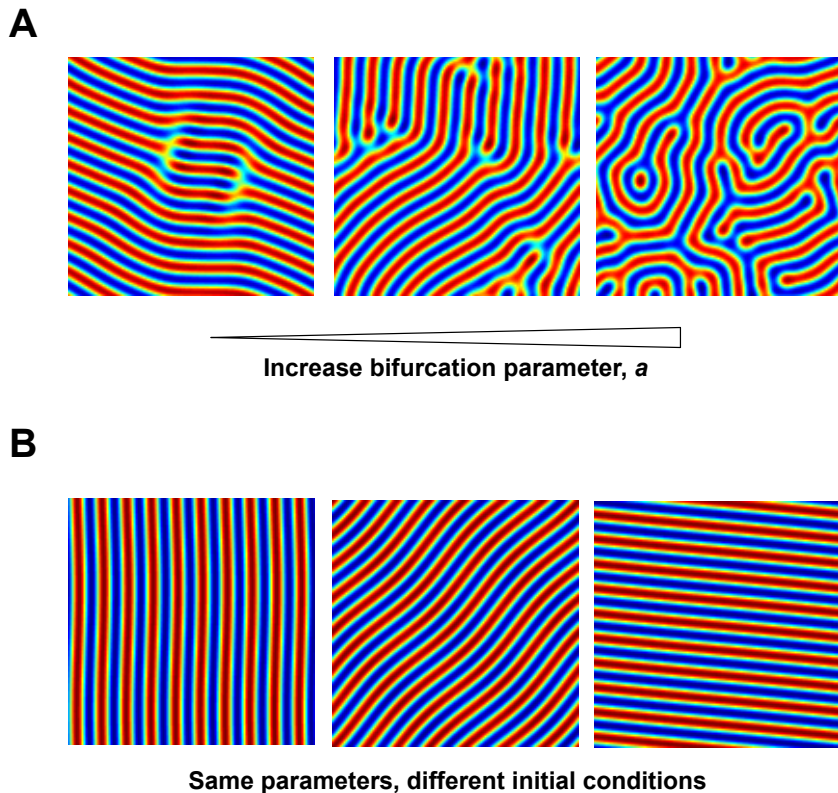 A
Increase bifurcation parameter, a
B
Same parameters, different initial conditions